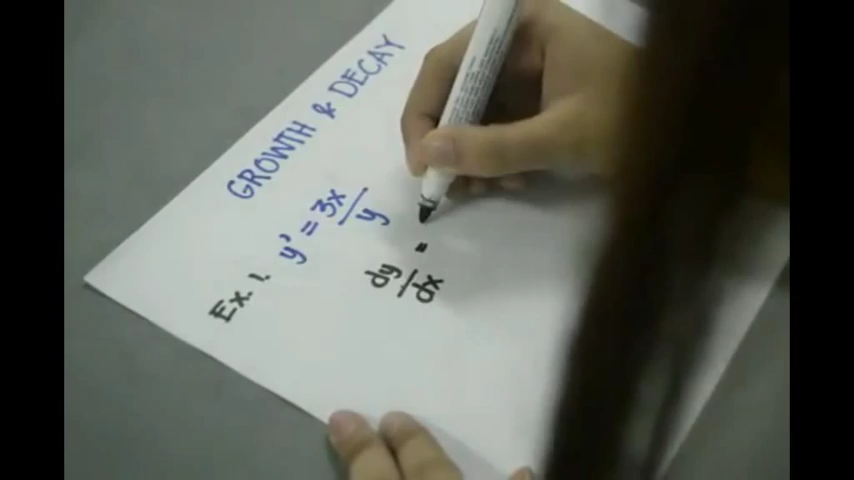 GROWTH & DECAY
Ex. 1. y' = 3x/y
dy/dx =